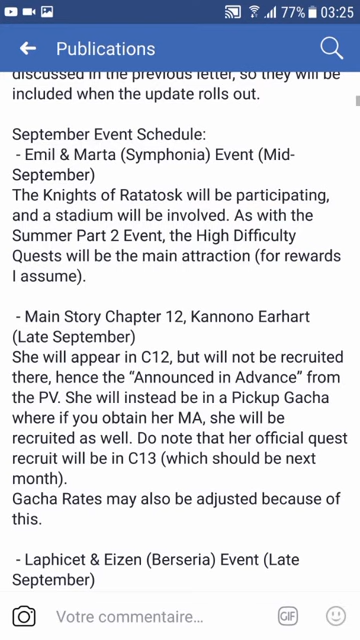 77% 03:25
Publications
discussed in the previous letter, so they will be
included when the update rolls out.
September Event Schedule:
- Emil & Marta (Symphonia) Event (Mid-
September)
The Knights of Ratatosk will be participating,
and a stadium will be involved. As with the
Summer Part 2 Event, the High Difficulty
Quests will be the main attraction (for rewards
I assume).
- Main Story Chapter 12, Kannono Earhart
(Late September)
She will appear in C12, but will not be recruited
there, hence the “Announced in Advance” from
the PV. She will instead be in a Pickup Gacha
where if you obtain her MA, she will be
recruited as well. Do note that her official quest
recruit will be in C13 (which should be next
month).
Gacha Rates may also be adjusted because of
this.
- Laphicet & Eizen (Berseria) Event (Late
September)
Votre commentaire...
GIF